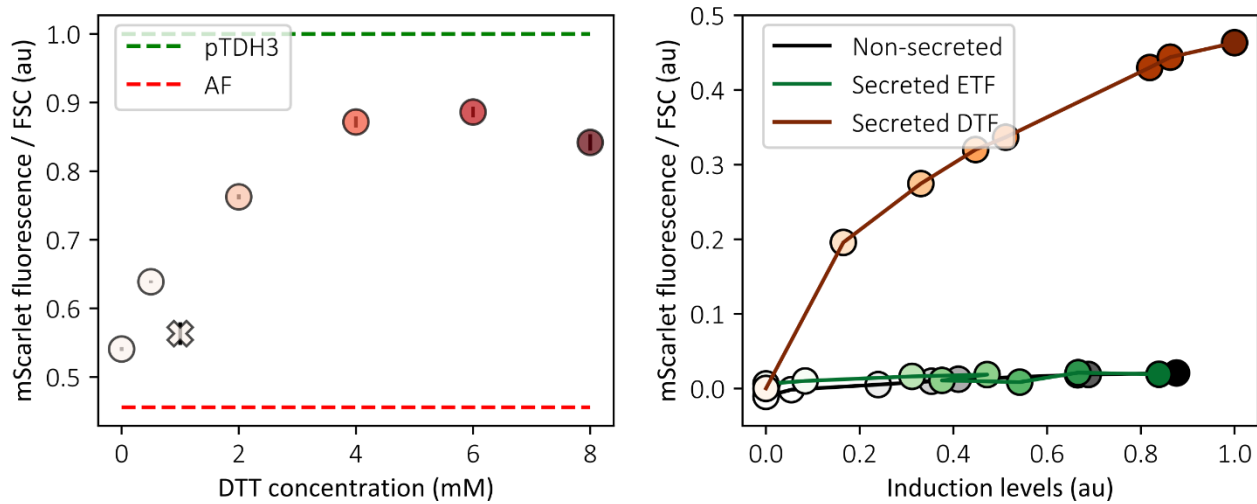 mScarlet fluorescence / FSC (au)
1.0
0.9
0.8
0.7
0.6
0.5
pTDH3
AF
0
2
4
6
8
DTT concentration (mM)
mScarlet fluorescence / FSC (au)
0.5
0.4
0.3
0.2
0.1
0.0
Non-secreted
Secreted ETF
Secreted DTF
0.0
0.2
0.4
0.6
0.8
1.0
Induction levels (au)